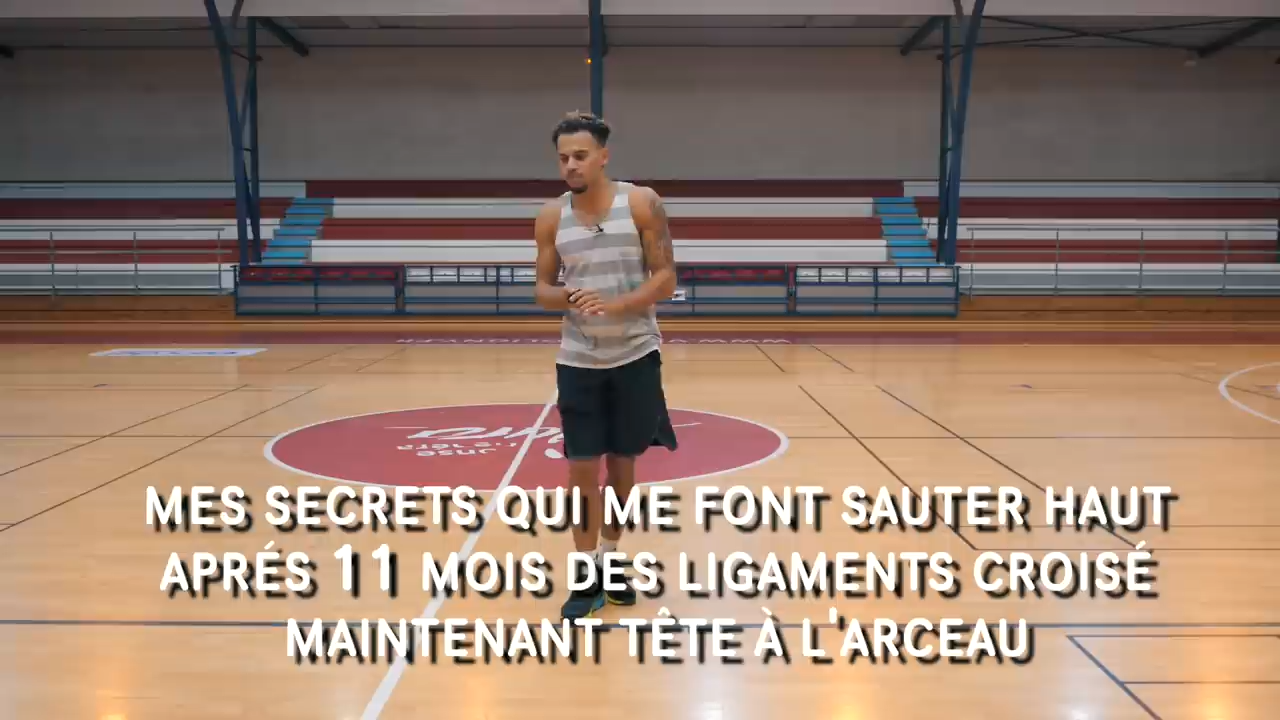 MES SECRETS QUI ME FONT SAUTER HAUT
APRÉS 11 MOIS DES LIGAMENTS CROISÉ
MAINTENANT TÊTE À L'ARCEAU